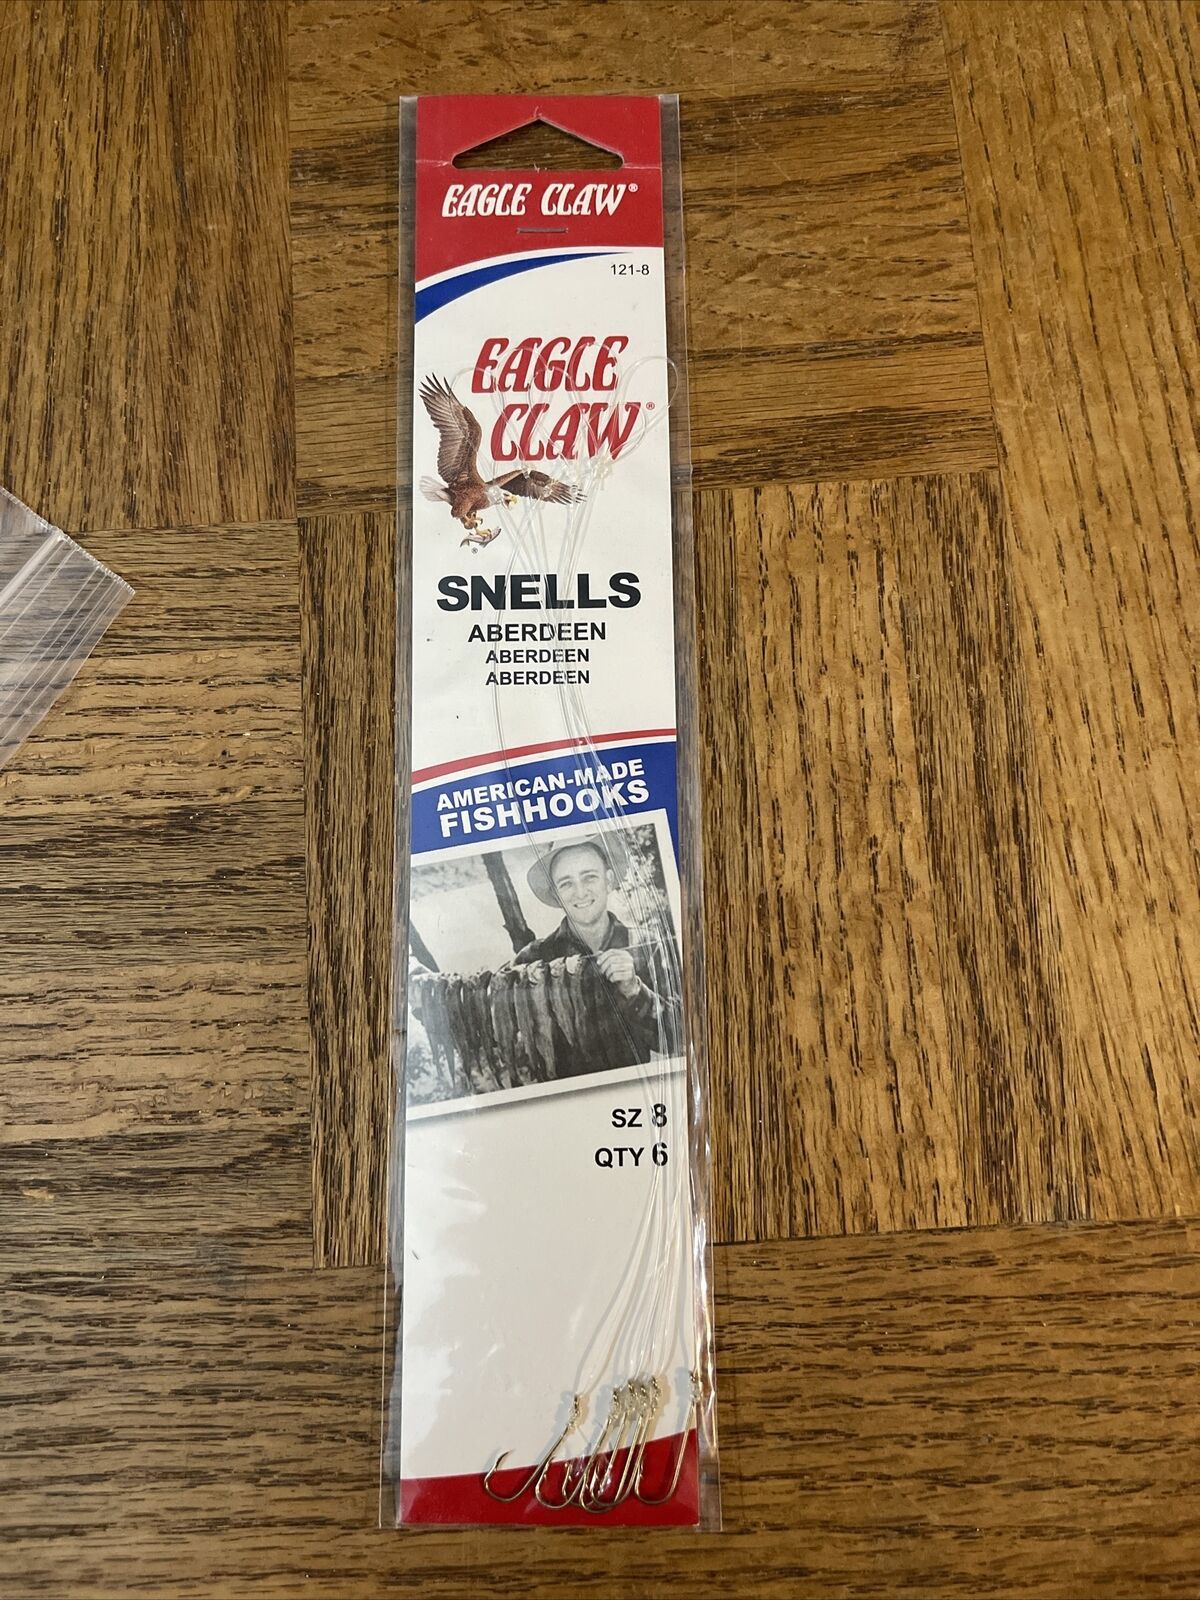 EAGLE CLAW®
121-8
EAGLE
CLAW®
®
SNELLS
ABERDEEN
ABERDEEN
ABERDEEN
AMERICAN-MADE
FISHHOOKS
SZ 8
QTY 6